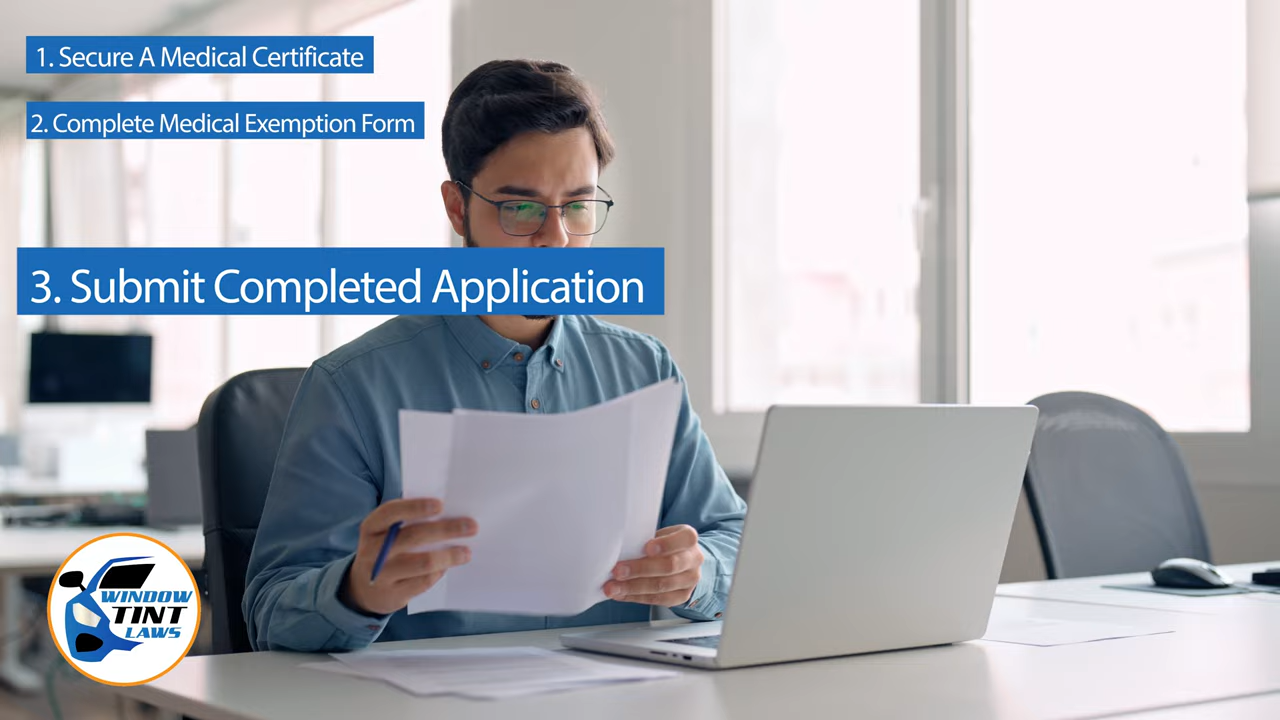 1. Secure A Medical Certificate
2. Complete Medical Exemption Form
3. Submit Completed Application
WINDOW
TINT
LAWS